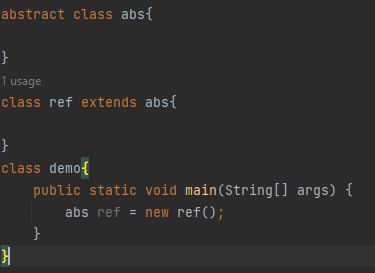 abstract class abs{
}
1 usage
class ref extends abs{
}
class demo{
public static void main(String[] args) {
abs ref = new ref();
}
}